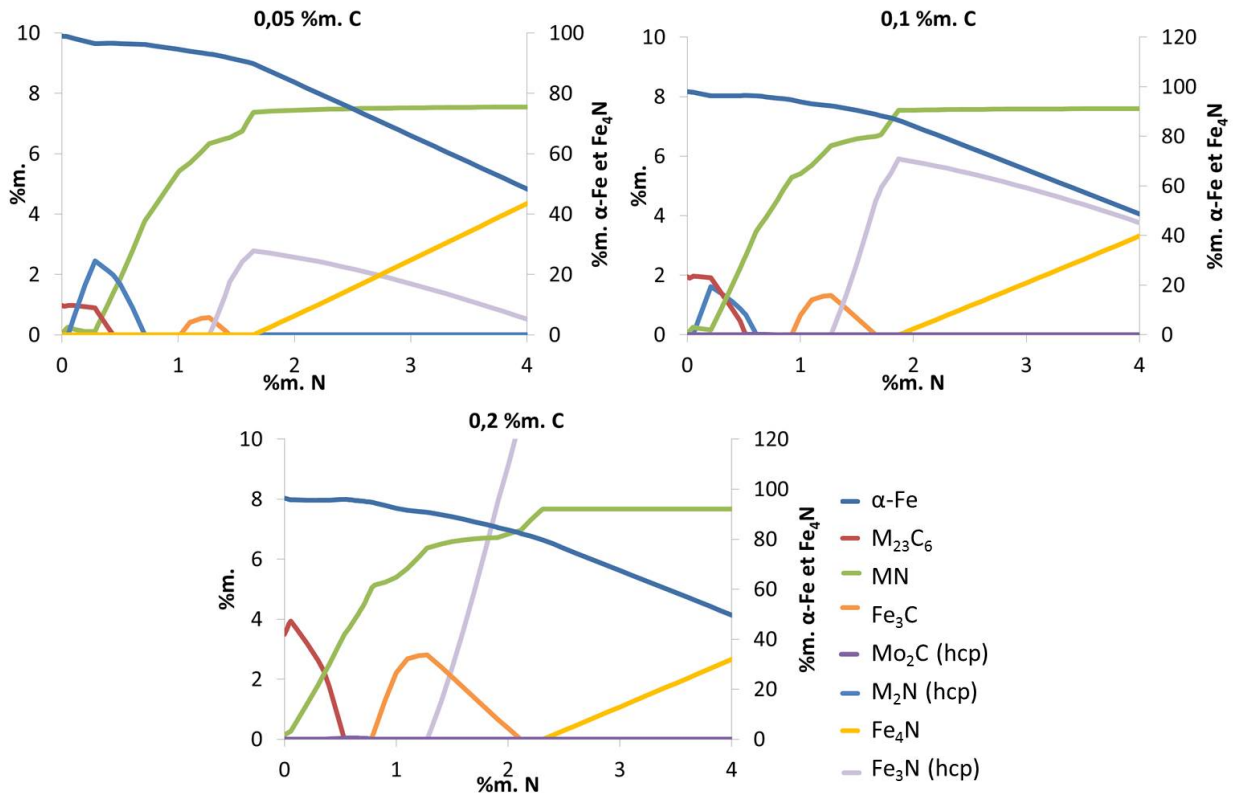 0,05 %m. C
10
8
6
4
2
0
%m.
100
80
60
40
20
0
%m. α-Fe et Fe₄N
0 1 2 3 4
%m. N
0,1 %m. C
10
8
6
4
2
0
%m.
120
100
80
60
40
20
0
%m. α-Fe et Fe₄N
0 1 2 3 4
%m. N
0,2 %m. C
10
8
6
4
2
0
%m.
120
100
80
60
40
20
0
%m. α-Fe et Fe₄N
0 1 2 3 4
%m. N
α-Fe
M₂₃C₆
MN
Fe₃C
Mo₂C (hcp)
M₂N (hcp)
Fe₄N
Fe₃N (hcp)